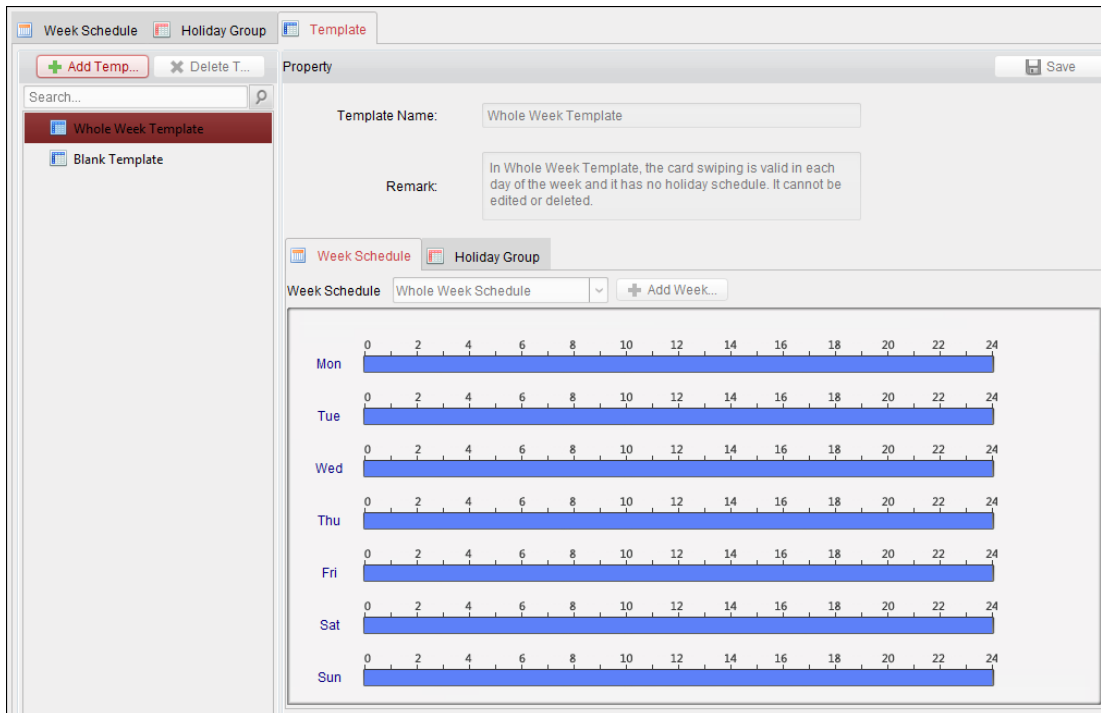 Week Schedule Holiday Group Template
Add Temp... Delete T... Property Save
Search...
Whole Week Template
Blank Template
Template Name: Whole Week Template
Remark: In Whole Week Template, the card swiping is valid in each
day of the week and it has no holiday schedule. It cannot be
edited or deleted.
Week Schedule Holiday Group
Week Schedule Whole Week Schedule Add Week...
0 2 4 6 8 10 12 14 16 18 20 22 24
Mon
0 2 4 6 8 10 12 14 16 18 20 22 24
Tue
0 2 4 6 8 10 12 14 16 18 20 22 24
Wed
0 2 4 6 8 10 12 14 16 18 20 22 24
Thu
0 2 4 6 8 10 12 14 16 18 20 22 24
Fri
0 2 4 6 8 10 12 14 16 18 20 22 24
Sat
0 2 4 6 8 10 12 14 16 18 20 22 24
Sun